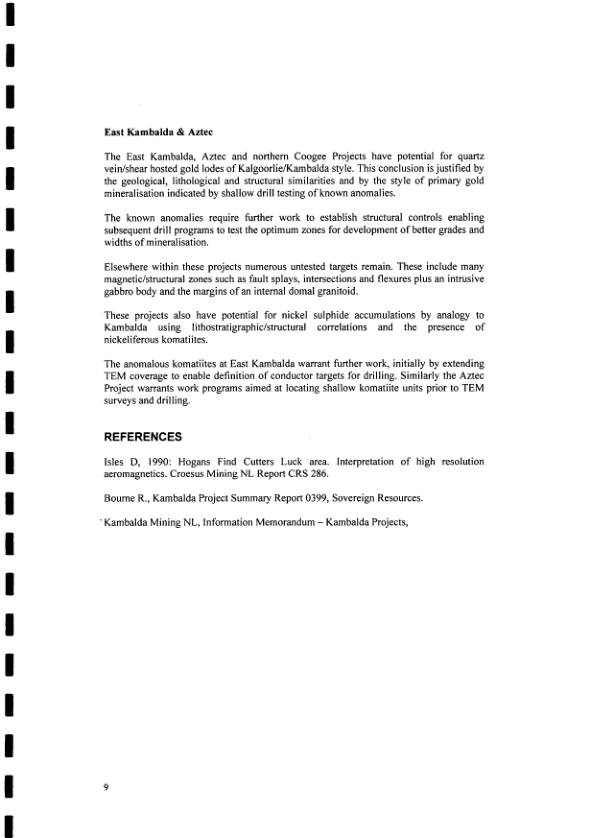 East Kambalda & Aztec
The East Kambalda, Aztec and northern Coogee Projects have potential for quartz
vein/shear hosted gold lodes of Kalgoorlie/Kambalda style. This conclusion is justified by
the geological, lithological and structural similarities and by the style of primary gold
mineralisation indicated by shallow drill testing of known anomalies.
The known anomalies require further work to establish structural controls enabling
subsequent drill programs to test the optimum zones for development of better grades and
widths of mineralisation.
Elsewhere within these projects numerous untested targets remain. These include many
magnetic/structural zones such as fault splays, intersections and flexures plus an intrusive
gabbro body and the margins of an internal domal granitoid.
These projects also have potential for nickel sulphide accumulations by analogy to
Kambalda using lithostratigraphic/structural correlations and the presence of
nickeliferous komatiites.
The anomalous komatiites at East Kambalda warrant further work, initially by extending
TEM coverage to enable definition of conductor targets for drilling. Similarly the Aztec
Project warrants work programs aimed at locating shallow komatiite units prior to TEM
surveys and drilling.
REFERENCES
Isles D, 1990: Hogans Find Cutters Luck area. Interpretation of high resolution
aeromagnetics. Croesus Mining NL Report CRS 286.
Bourne R., Kambalda Project Summary Report 0399, Sovereign Resources.
Kambalda Mining NL, Information Memorandum – Kambalda Projects,
9